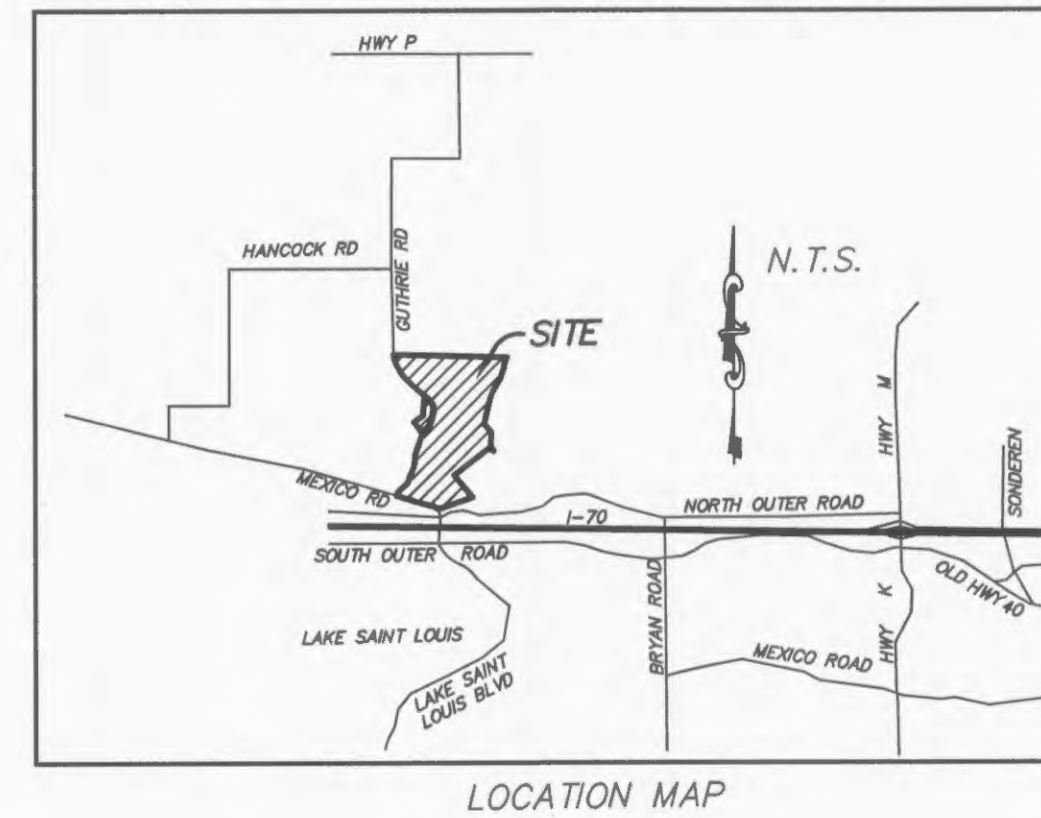 HWY P
HANCOCK RD
GUTHRIE RD
N.T.S.
SITE
HWY M
SONDEREN
MEXICO RD
NORTH OUTER ROAD
I-70
SOUTH OUTER ROAD
OLD HWY 40
BRYAN ROAD
HWY K
LAKE SAINT LOUIS
MEXICO ROAD
LAKE SAINT
LOUIS BLVD
LOCATION MAP